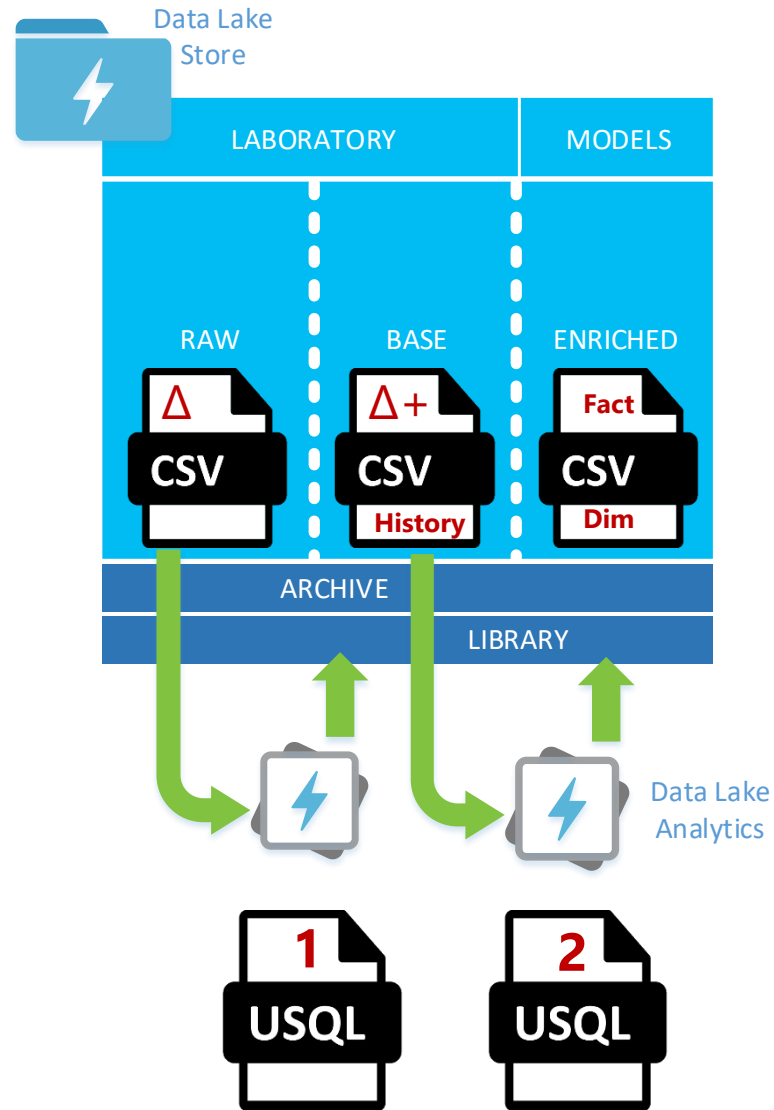 Data Lake
Store
LABORATORY
MODELS
RAW
BASE
ENRICHED
Δ
CSV
Δ+
CSV
History
Fact
CSV
Dim
ARCHIVE
LIBRARY
Data Lake
Analytics
1
USQL
2
USQL